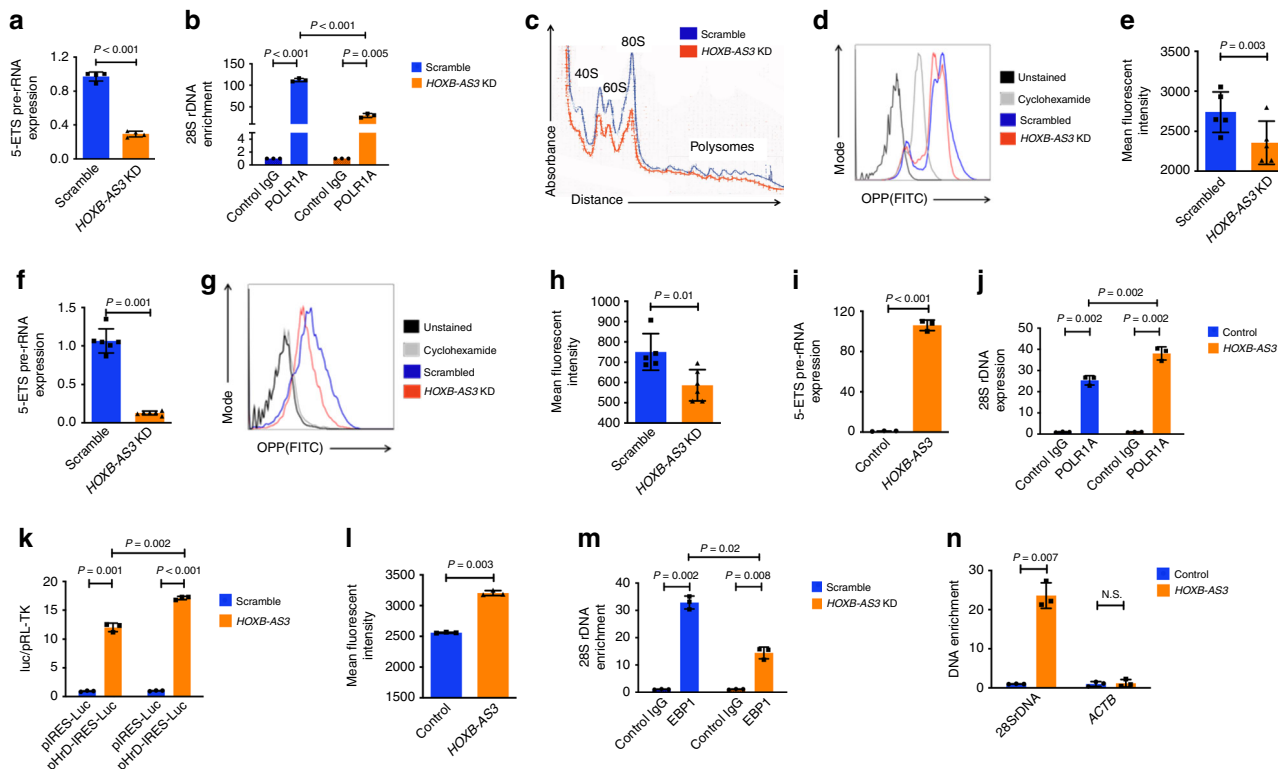 a
P < 0.001
5-ETS pre-rRNA
expression
1.2
0.8
0.4
0.0
Scramble
HOXB-AS3 KD
b
P < 0.001
P < 0.001
P = 0.005
28S rDNA
enrichment
150
125
100
75
50
25
2
1
0
Control IgG
POLR1A
Control IgG
POLR1A
Scramble
HOXB-AS3 KD
c
Scramble
HOXB-AS3 KD
80S
40S
60S
Polysomes
Absorbance
Distance
d
Unstained
Cyclohexamide
Scrambled
HOXB-AS3 KD
Mode
OPP(FITC)
e
P = 0.003
Mean fluorescent
intensity
3500
3000
2500
2000
Scrambled
HOXB-AS3 KD
f
P = 0.001
5-ETS pre-rRNA
expression
1.5
1.0
0.5
0.0
Scramble
HOXB-AS3 KD
g
Unstained
Cyclohexamide
Scrambled
HOXB-AS3 KD
Mode
OPP(FITC)
h
P = 0.01
Mean fluorescent
intensity
1000
900
800
700
600
500
400
Scramble
HOXB-AS3 KD
i
P < 0.001
5-ETS pre-rRNA
expression
120
80
40
0
Control
HOXB-AS3
j
P = 0.002
P = 0.002
P = 0.002
28S rDNA
expression
50
40
30
20
10
0
Control IgG
POLR1A
Control IgG
POLR1A
Control
HOXB-AS3
k
P = 0.002
P = 0.001
P < 0.001
luc/pRL-TK
20
15
10
5
0
pIRES-Luc
pHrD-IRES-Luc
pIRES-Luc
pHrD-IRES-Luc
Scramble
HOXB-AS3
l
P = 0.003
Mean fluorescent
intensity
3500
3000
2500
2000
1500
Control
HOXB-AS3
m
P = 0.02
P = 0.002
P = 0.008
28S rDNA
enrichment
40
30
20
10
0
Control IgG
EBP1
Control IgG
EBP1
Scramble
HOXB-AS3 KD
n
P = 0.007
N.S.
DNA enrichment
30
20
10
0
28SrDNA
ACTB
Control
HOXB-AS3